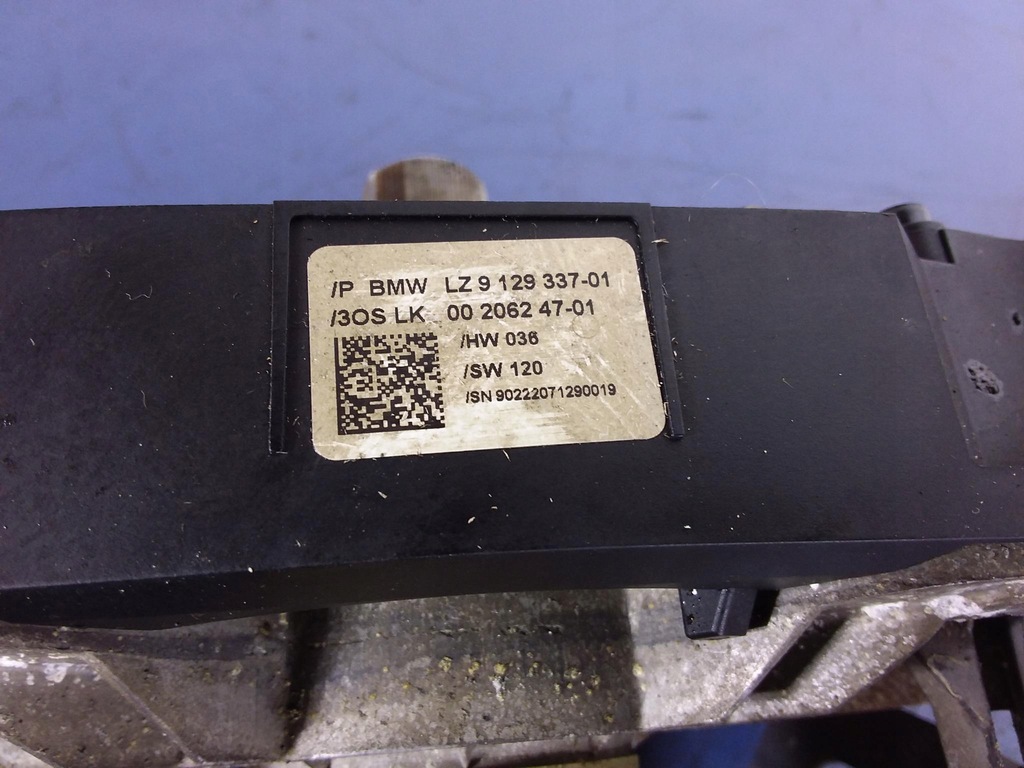 /P BMW LZ 9 129 337-01
/3OS LK 00 2062 47-01
/HW 036
/SW 120
/SN 90222071290019